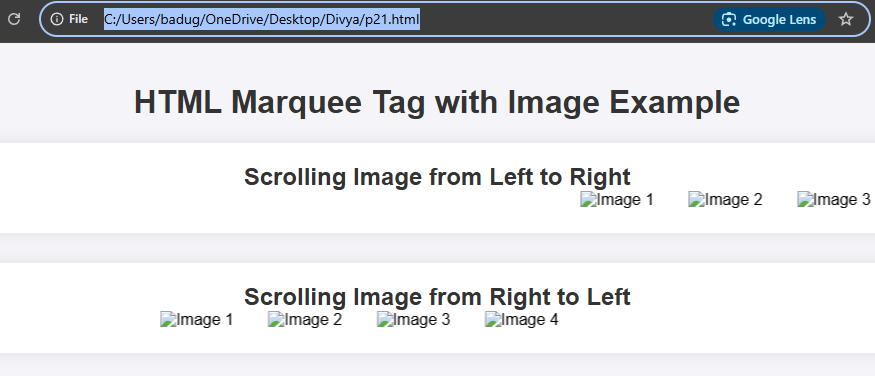 File C:/Users/badug/OneDrive/Desktop/Divya/p21.html Google Lens
HTML Marquee Tag with Image Example
Scrolling Image from Left to Right
Image 1 Image 2 Image 3
Scrolling Image from Right to Left
Image 1 Image 2 Image 3 Image 4